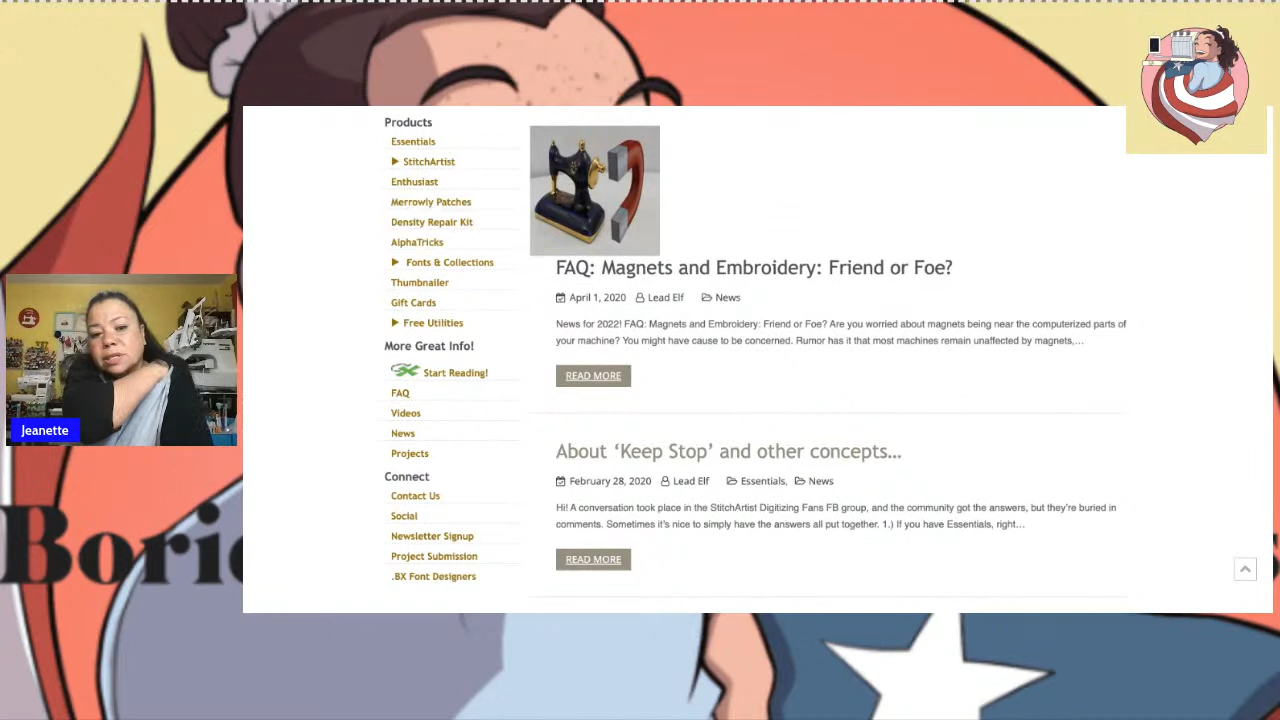 Products
Essentials
StitchArtist
Enthusiast
Merrowly Patches
Density Repair Kit
AlphaTricks
Fonts & Collections
Thumbnailer
Gift Cards
Free Utilities
More Great Info!
Start Reading!
FAQ
Videos
News
Projects
Connect
Contact Us
Social
Newsletter Signup
Project Submission
.BX Font Designers
FAQ: Magnets and Embroidery: Friend or Foe?
April 1, 2020 Lead Elf News
News for 2022! FAQ: Magnets and Embroidery: Friend or Foe? Are you worried about magnets being near the computerized parts of
your machine? You might have cause to be concerned. Rumor has it that most machines remain unaffected by magnets,…
READ MORE
About ‘Keep Stop’ and other concepts…
February 28, 2020 Lead Elf Essentials, News
Hi! A conversation took place in the StitchArtist Digitizing Fans FB group, and the community got the answers, but they’re buried in
comments. Sometimes it’s nice to simply have the answers all put together. 1.) If you have Essentials, right…
READ MORE
Jeanette